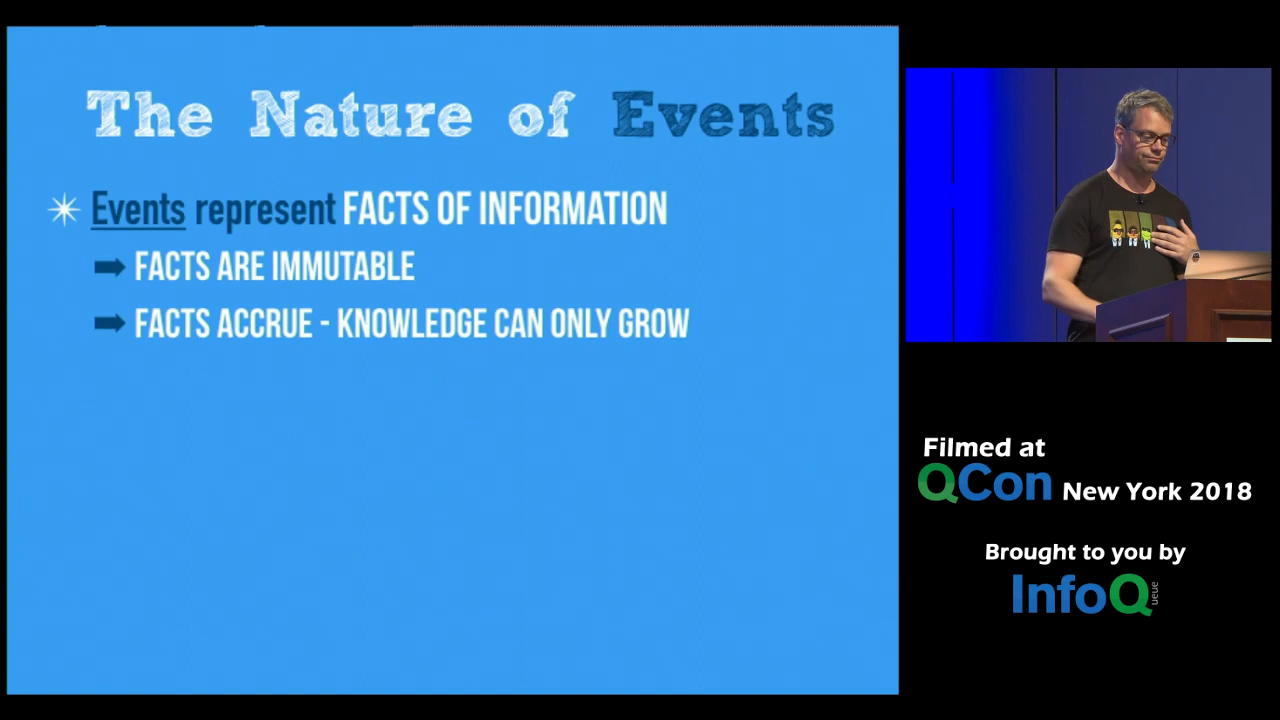 The Nature of Events
Events represent FACTS OF INFORMATION
FACTS ARE IMMUTABLE
FACTS ACCRUE - KNOWLEDGE CAN ONLY GROW
Filmed at
QCon New York 2018
Brought to you by
InfoQueue